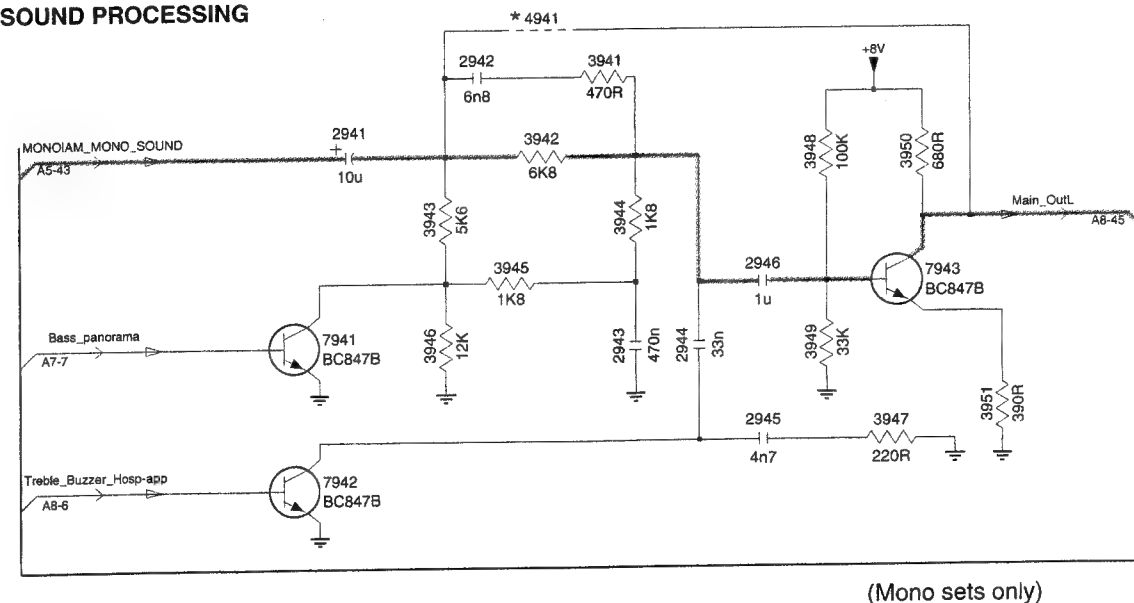 SOUND PROCESSING
* 4941
+8V
2942
6n8
3941
470R
MONOIAM_MONO_SOUND
A5-43
2941
+
10u
3942
6K8
3948
100K
3950
680R
3943
5K6
3944
1K8
Main_OutL
A8-45
3945
1K8
2946
1u
7943
BC847B
Bass_panorama
A7-7
7941
BC847B
3946
12K
2943
470n
2944
33n
3949
33K
3951
390R
2945
4n7
3947
220R
Treble_Buzzer_Hosp-app
A8-6
7942
BC847B
(Mono sets only)